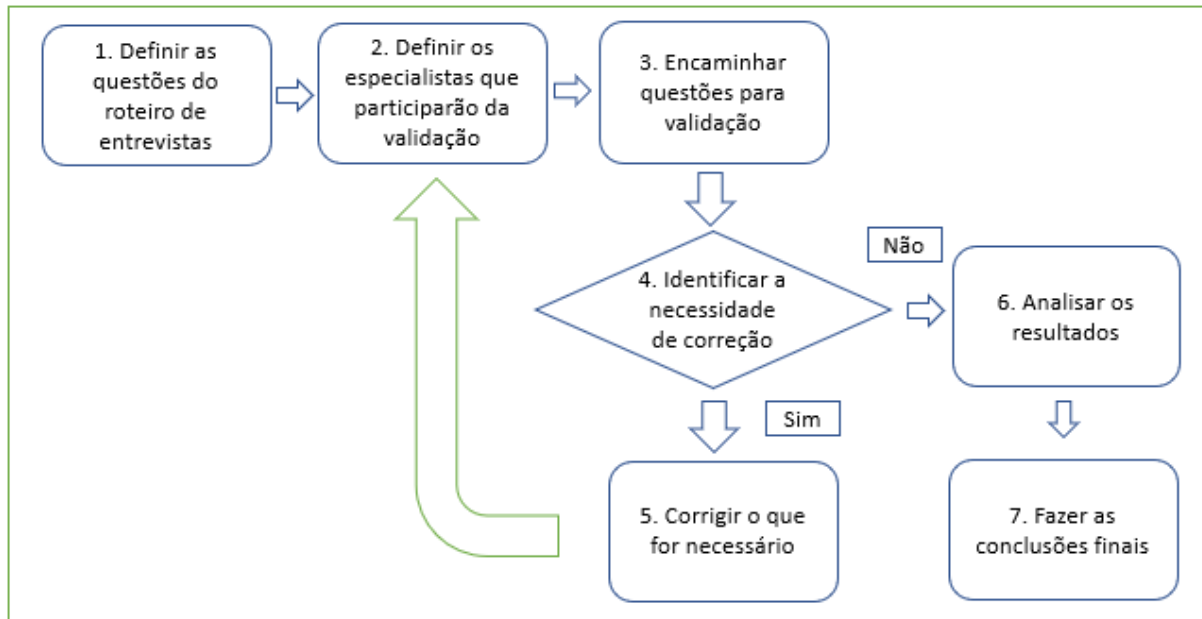 1. Definir as
questões do
roteiro de
entrevistas
2. Definir os
especialistas que
participarão da
validação
3. Encaminhar
questões para
validação
4. Identificar a
necessidade
de correção
Não
6. Analisar os
resultados
Sim
5. Corrigir o que
for necessário
7. Fazer as
conclusões finais